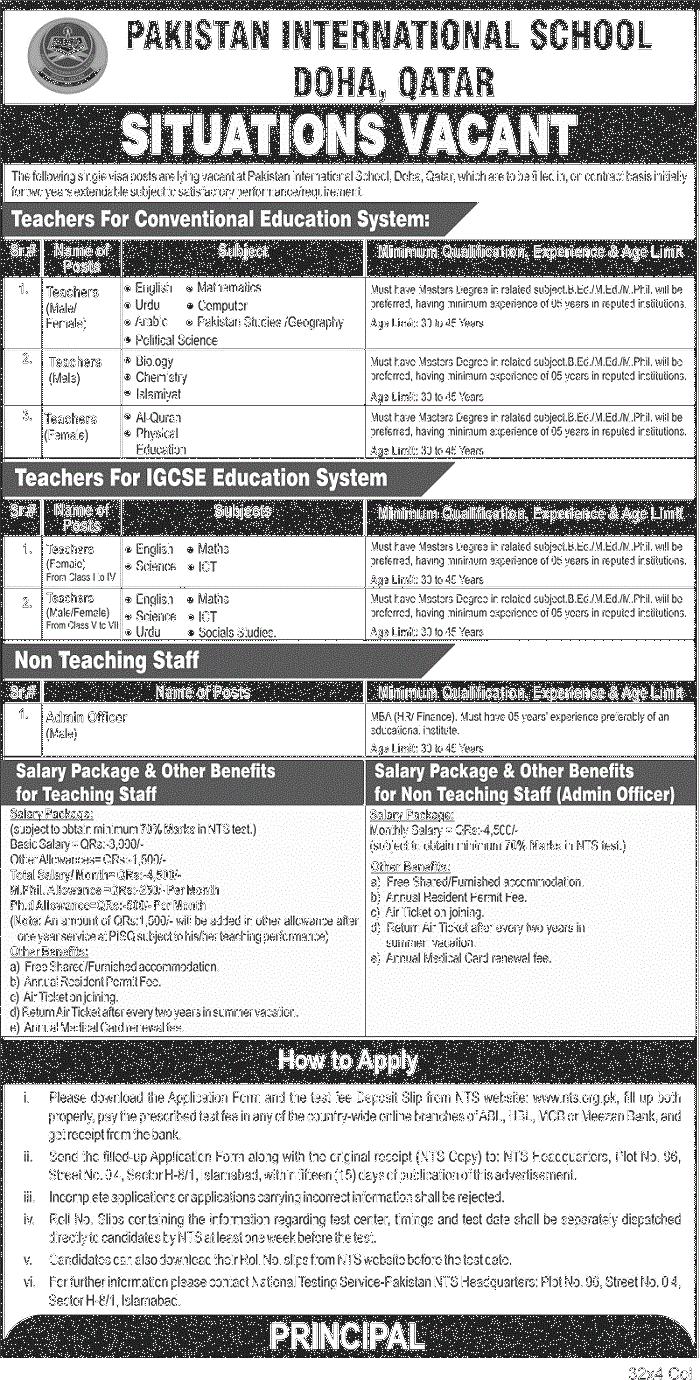 PAKISTAN INTERNATIONAL SCHOOL
DOHA, QATAR
SITUATIONS VACANT
The following single visa posts are lying vacant at Pakistan International School, Doha, Qatar, which are to be filled in, on contract basis initially
for two years extendable subject to satisfactory performance/requirement.
Teachers For Conventional Education System:
Sr.# Name of Posts Subject Minimum Qualification, Experience & Age Limit
1. Teachers (Male/ Female)
English Mathematics
Urdu Computer
Arabic Pakistan Studies /Geography
Political Science
Must have Masters Degree in related subject.B.Ed./M.Ed./M.Phil. will be
preferred, having minimum experience of 05 years in reputed institutions.
Age Limit: 30 to 45 Years
2. Teachers (Male)
Biology
Chemistry
Islamiyat
Must have Masters Degree in related subject.B.Ed./M.Ed./M.Phil. will be
preferred, having minimum experience of 05 years in reputed institutions.
Age Limit: 30 to 45 Years
3. Teachers (Female)
Al-Quran
Physical
Education
Must have Masters Degree in related subject.B.Ed./M.Ed./M.Phil. will be
preferred, having minimum experience of 05 years in reputed institutions.
Age Limit: 30 to 45 Years
Teachers For IGCSE Education System
Sr.# Name of Posts Subjects Minimum Qualification, Experience & Age Limit
1. Teachers (Female) From Class I to IV
English Maths
Science ICT
Must have Masters Degree in related subject.B.Ed./M.Ed./M.Phil. will be
preferred, having minimum experience of 05 years in reputed institutions.
Age Limit: 30 to 45 Years
2. Teachers (Male/Female) From Class V to VII
English Maths
Science ICT
Urdu Socials Studies.
Must have Masters Degree in related subject.B.Ed./M.Ed./M.Phil. will be
preferred, having minimum experience of 05 years in reputed institutions.
Age Limit: 30 to 45 Years
Non Teaching Staff
Sr.# Name of Posts Minimum Qualification, Experience & Age Limit
1. Admin Officer
(Male)
MBA (HR/ Finance). Must have 05 years' experience preferably of an
educational institute.
Age Limit: 30 to 45 Years
Salary Package & Other Benefits
for Teaching Staff
Salary Package:
(subject to obtain minimum 70% Marks in NTS test.)
Basic Salary = QRs:-3,000/-
Other Allowances= QRs:-1,500/-
Total Salary/ Month= QRs:-4,500/-
M.Phil. Allowance =QRs:-250/- Per Month
Ph.d Allowance=QRs:-500/- Per Month
(Note: An amount of QRs:1,500/- will be added in other allowance after
one year service at PISQ subject to his/her teaching performance)
Other Benefits:
a) Free Shared/Furnished accommodation.
b) Annual Resident Permit Fee.
c) Air Ticket on joining.
d) Return Air Ticket after every two years in summer vacation.
e) Annual Medical Card renewal fee.
Salary Package & Other Benefits
for Non Teaching Staff (Admin Officer)
Salary Package:
Monthly Salary = QRs:-4,500/-
(subject to obtain minimum 70% Marks in NTS test.)
Other Benefits:
a) Free Shared/Furnished accommodation.
b) Annual Resident Permit Fee.
c) Air Ticket on joining.
d) Return Air Ticket after every two years in
summer vacation.
e) Annual Medical Card renewal fee.
How to Apply
i. Please download the Application Form and the test fee Deposit Slip from NTS website: www.nts.org.pk, fill up both
properly, pay the prescribed test fee in any of the country-wide online branches of ABL, HBL, MCB or Meezan Bank, and
get receipt from the bank.
ii. Send the filled-up Application Form along with the original receipt (NTS Copy) to: NTS Headquarters, Plot No. 96,
Street No. 04, Sector H-8/1, Islamabad, within fifteen (15) days of publication of this advertisement.
iii. Incomplete applications or applications carrying incorrect information shall be rejected.
iv. Roll No. Slips containing the information regarding test center, timings and test date shall be separately dispatched
directly to candidates by NTS at least one week before the test.
v. Candidates can also download their Rol. No. slips from NTS website before the test date.
vi. For further information please contact National Testing Service-Pakistan NTS Headquarters: Plot No. 96, Street No. 04,
Sector H-8/1, Islamabad.
PRINCIPAL
32x4 Col